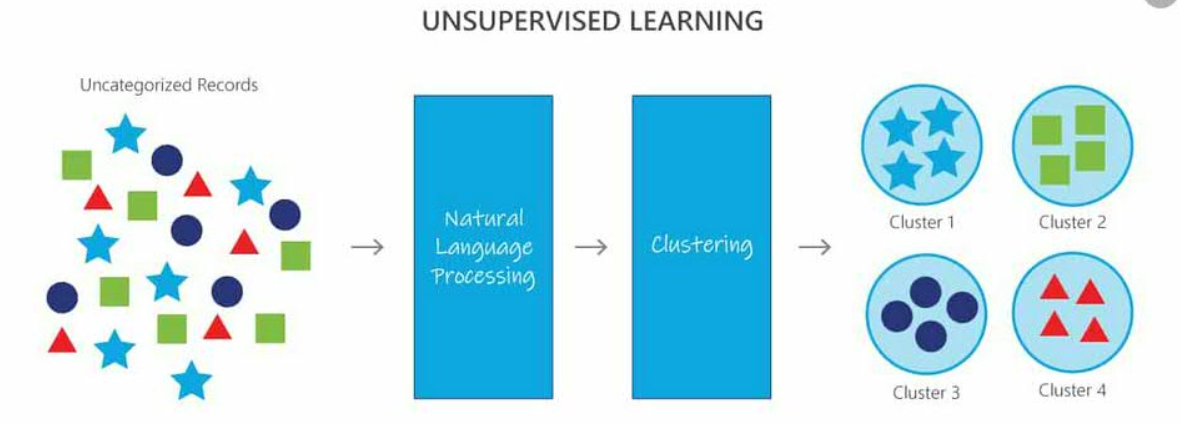 UNSUPERVISED LEARNING
Uncategorized Records
Natural
Language
Processing
Clustering
Cluster 1
Cluster 2
Cluster 3
Cluster 4